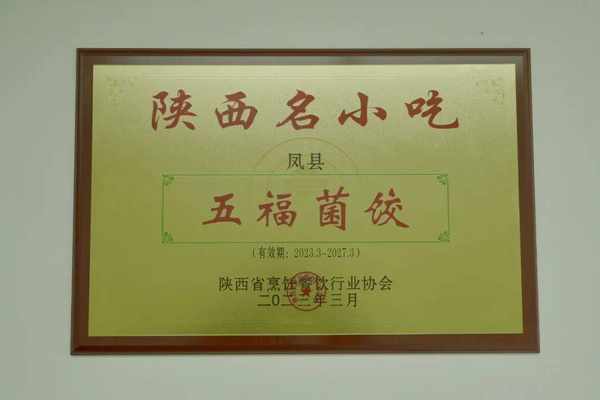 陕西名小吃
凤县
五福菌饺
（有效期：2023.3-2027.3）
陕西省烹饪餐饮行业协会
二〇二三年三月